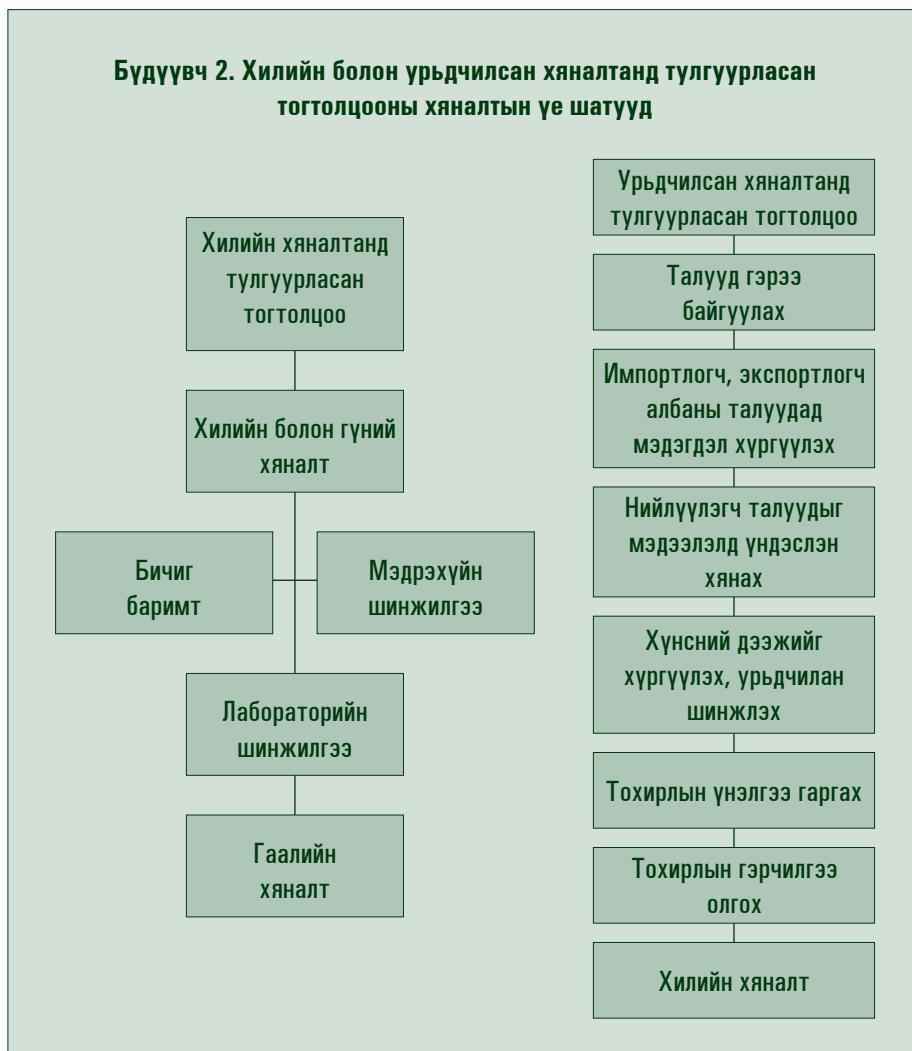 Бүдүүвч 2. Хилийн болон урьдчилсан хяналтанд тулгуурласан
тогтолцооны хяналтын үе шатууд
Хилийн хяналтанд
тулгуурласан
тогтолцоо
Хилийн болон гүний
хяналт
Бичиг
баримт
Мэдрэхүйн
шинжилгээ
Лабораторийн
шинжилгээ
Гаалийн
хяналт
Урьдчилсан хяналтанд
тулгуурласан тогтолцоо
Талууд гэрээ
байгуулах
Импортлогч, экспортлогч
албаны талуудад
мэдэгдэл хүргүүлэх
Нийлүүлэгч талуудыг
мэдээлэлд үндэслэн
хянах
Хүнсний дээжийг
хүргүүлэх, урьдчилан
шинжлэх
Тохирлын үнэлгээ гаргах
Тохирлын гэрчилгээ
олгох
Хилийн хяналт